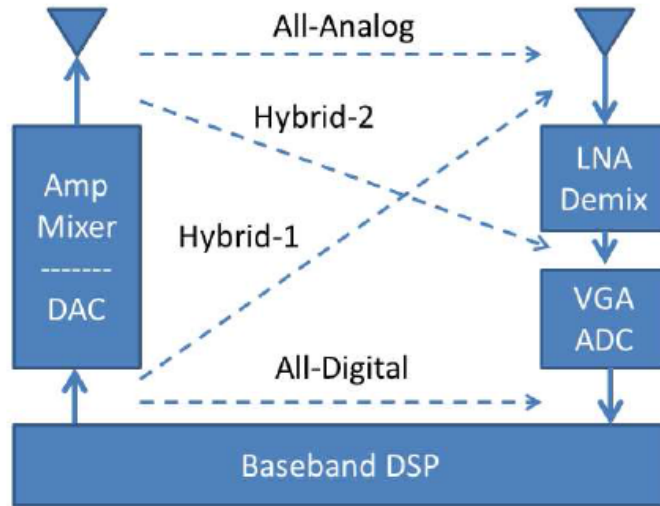 All-Analog
Hybrid-2
Amp
Mixer
-------
DAC
Hybrid-1
LNA
Demix
VGA
ADC
All-Digital
Baseband DSP